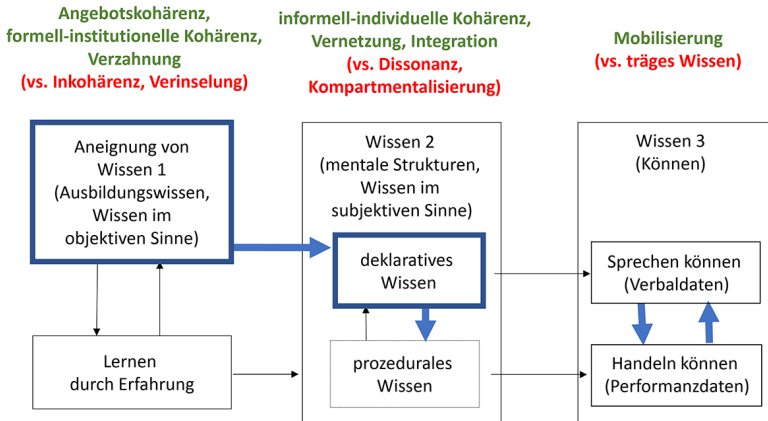 Angebotskohärenz,
formell-institutionelle Kohärenz,
Verzahnung
(vs. Inkohärenz, Verinselung)
informell-individuelle Kohärenz,
Vernetzung, Integration
(vs. Dissonanz,
Kompartmentalisierung)
Mobilisierung
(vs. träges Wissen)
Aneignung von
Wissen 1
(Ausbildungswissen,
Wissen im
objektiven Sinne)
Lernen
durch Erfahrung
Wissen 2
(mentale Strukturen,
Wissen im
subjektiven Sinne)
deklaratives
Wissen
prozedurales
Wissen
Wissen 3
(Können)
Sprechen können
(Verbaldaten)
Handeln können
(Performanzdaten)